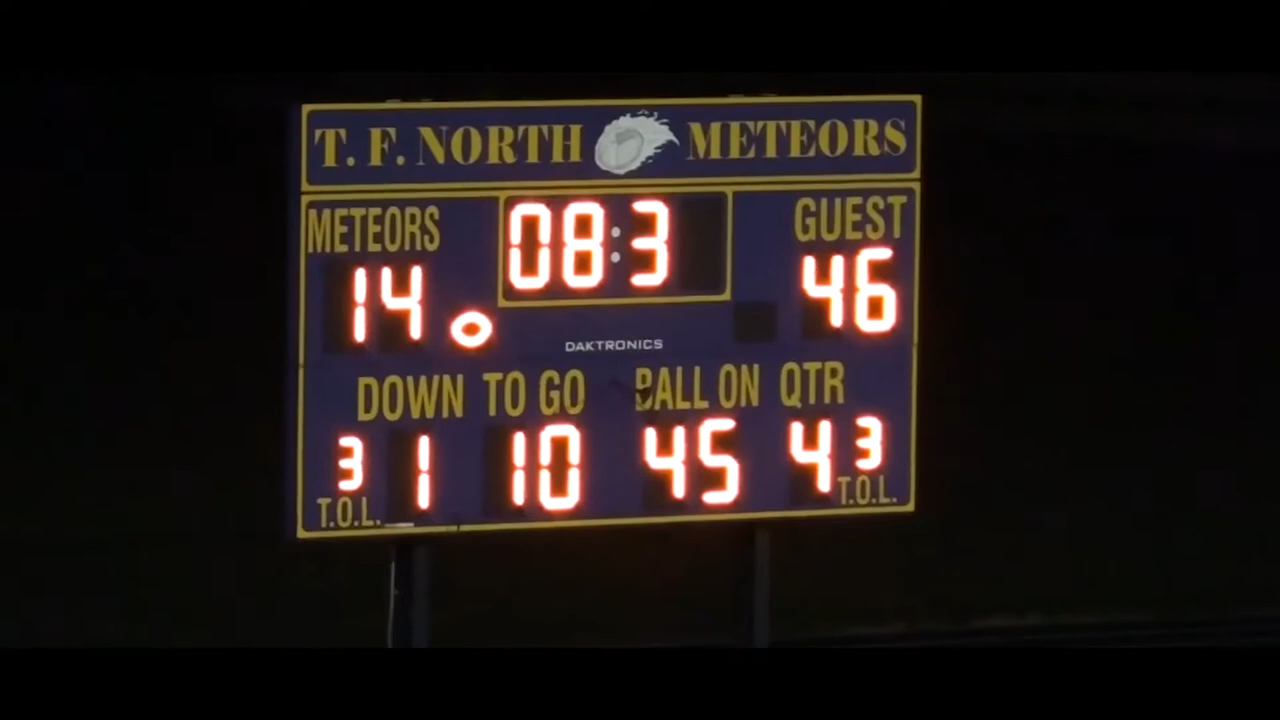 T. F. NORTH METEORS
METEORS 08:3 GUEST
14 46
DAKTRONICS
DOWN TO GO BALL ON QTR
3 1 10 45 4 3
T.O.L. T.O.L.